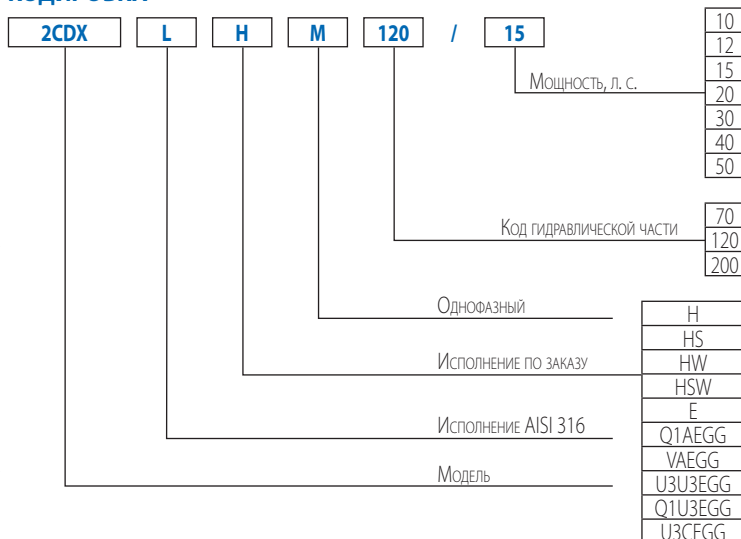 2CDX L H M 120 / 15
Мощность, л. с.
10
12
15
20
30
40
50
Код гидравлической части
70
120
200
Однофазный
Исполнение по заказу
H
HS
HW
HSW
E
Q1AEGG
VAEGG
U3U3EGG
Q1U3EGG
U3CEGG
Исполнение AISI 316
Модель